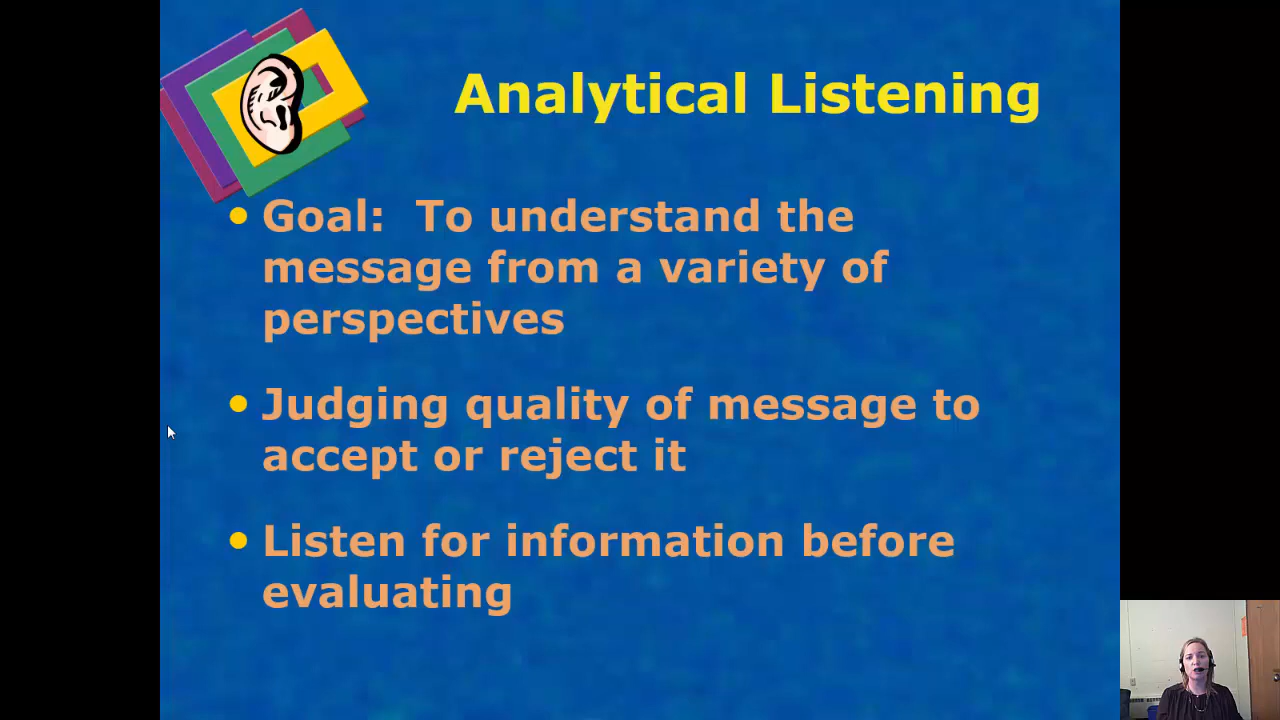 Analytical Listening
• Goal: To understand the
message from a variety of
perspectives
• Judging quality of message to
accept or reject it
• Listen for information before
evaluating